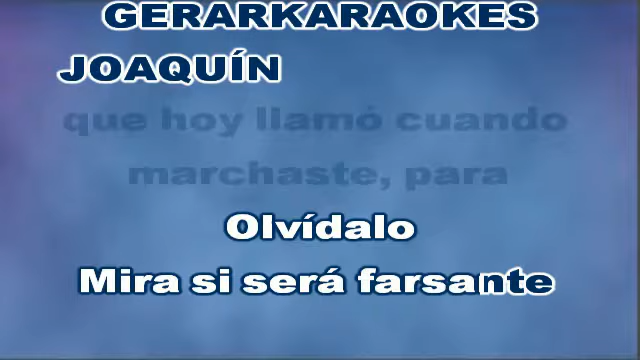 GERARKARAOKES
JOAQUÍN
que hoy llamó cuando
marchaste, para
Olvídalo
Mira si será farsante